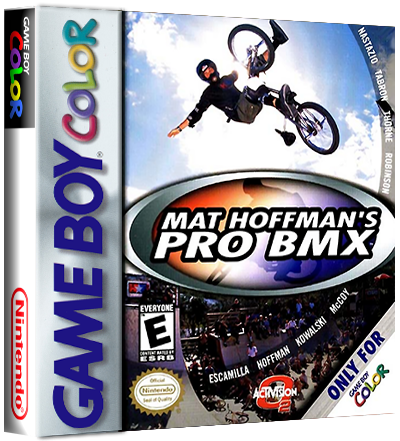 GAME BOY
COLOR
Nintendo
GAME BOY COLOR
NASTAZIO TABRON THORNE ROBINSON
MAT HOFFMAN'S
PRO BMX
EVERYONE
E
CONTENT RATED BY
ESRB
ESCAMILLA HOFFMAN KOWALSKI McCOY
Official
Nintendo
Seal of Quality
ACTIVISION
O2
ONLY FOR
GAME BOY
COLOR